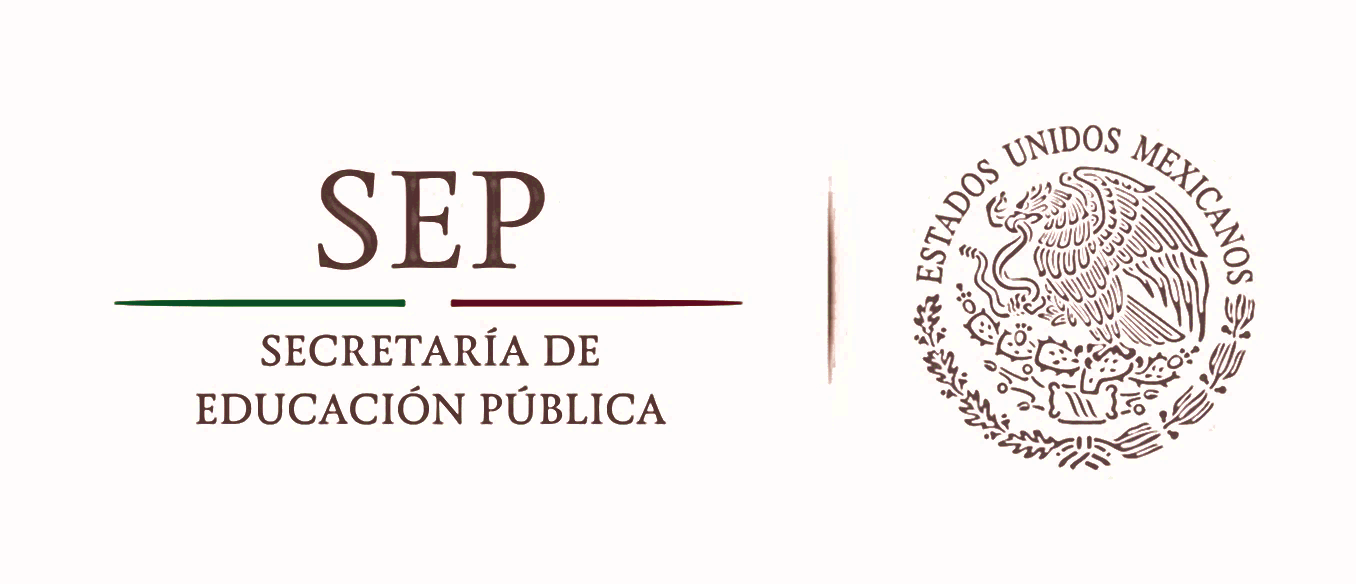 SEP
SECRETARÍA DE
EDUCACIÓN PÚBLICA
ESTADOS UNIDOS MEXICANOS